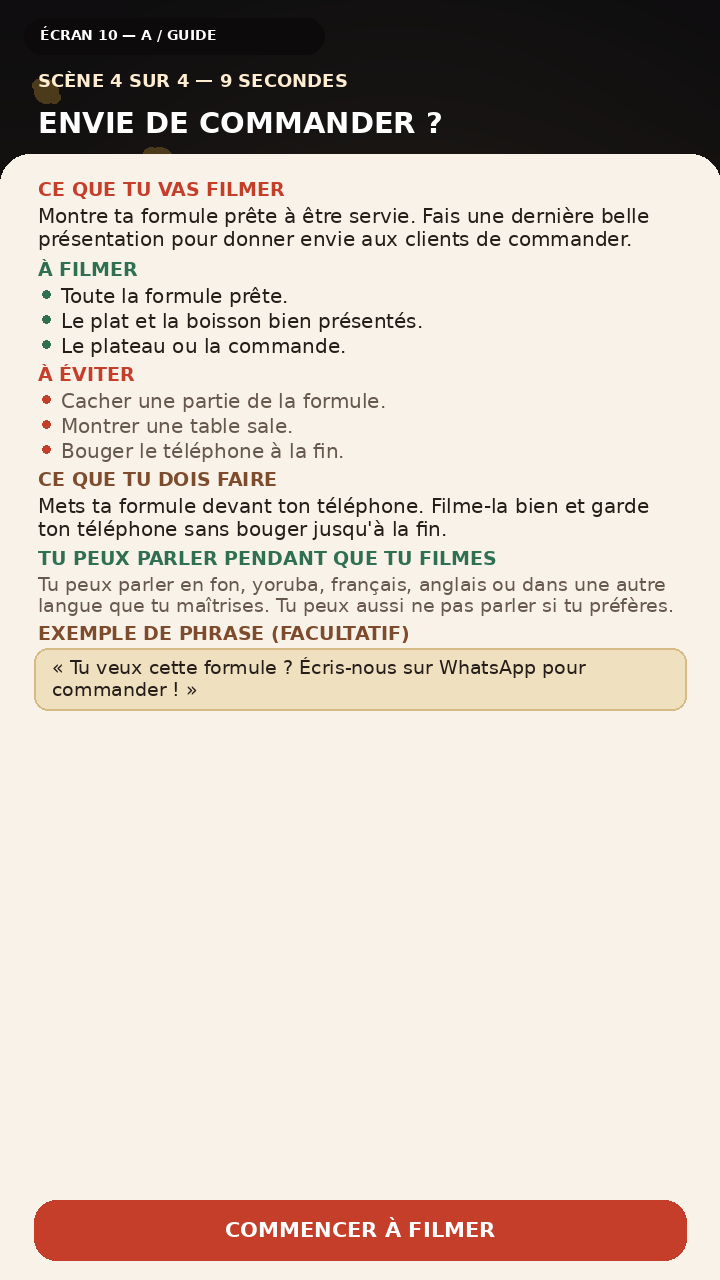 ÉCRAN 10 — A / GUIDE
SCÈNE 4 SUR 4 — 9 SECONDES
ENVIE DE COMMANDER ?
CE QUE TU VAS FILMER
Montre ta formule prête à être servie. Fais une dernière belle
présentation pour donner envie aux clients de commander.
À FILMER
• Toute la formule prête.
• Le plat et la boisson bien présentés.
• Le plateau ou la commande.
À ÉVITER
• Cacher une partie de la formule.
• Montrer une table sale.
• Bouger le téléphone à la fin.
CE QUE TU DOIS FAIRE
Mets ta formule devant ton téléphone. Filme-la bien et garde
ton téléphone sans bouger jusqu'à la fin.
TU PEUX PARLER PENDANT QUE TU FILMES
Tu peux parler en fon, yoruba, français, anglais ou dans une autre
langue que tu maîtrises. Tu peux aussi ne pas parler si tu préfères.
EXEMPLE DE PHRASE (FACULTATIF)
« Tu veux cette formule ? Écris-nous sur WhatsApp pour
commander ! »
COMMENCER À FILMER